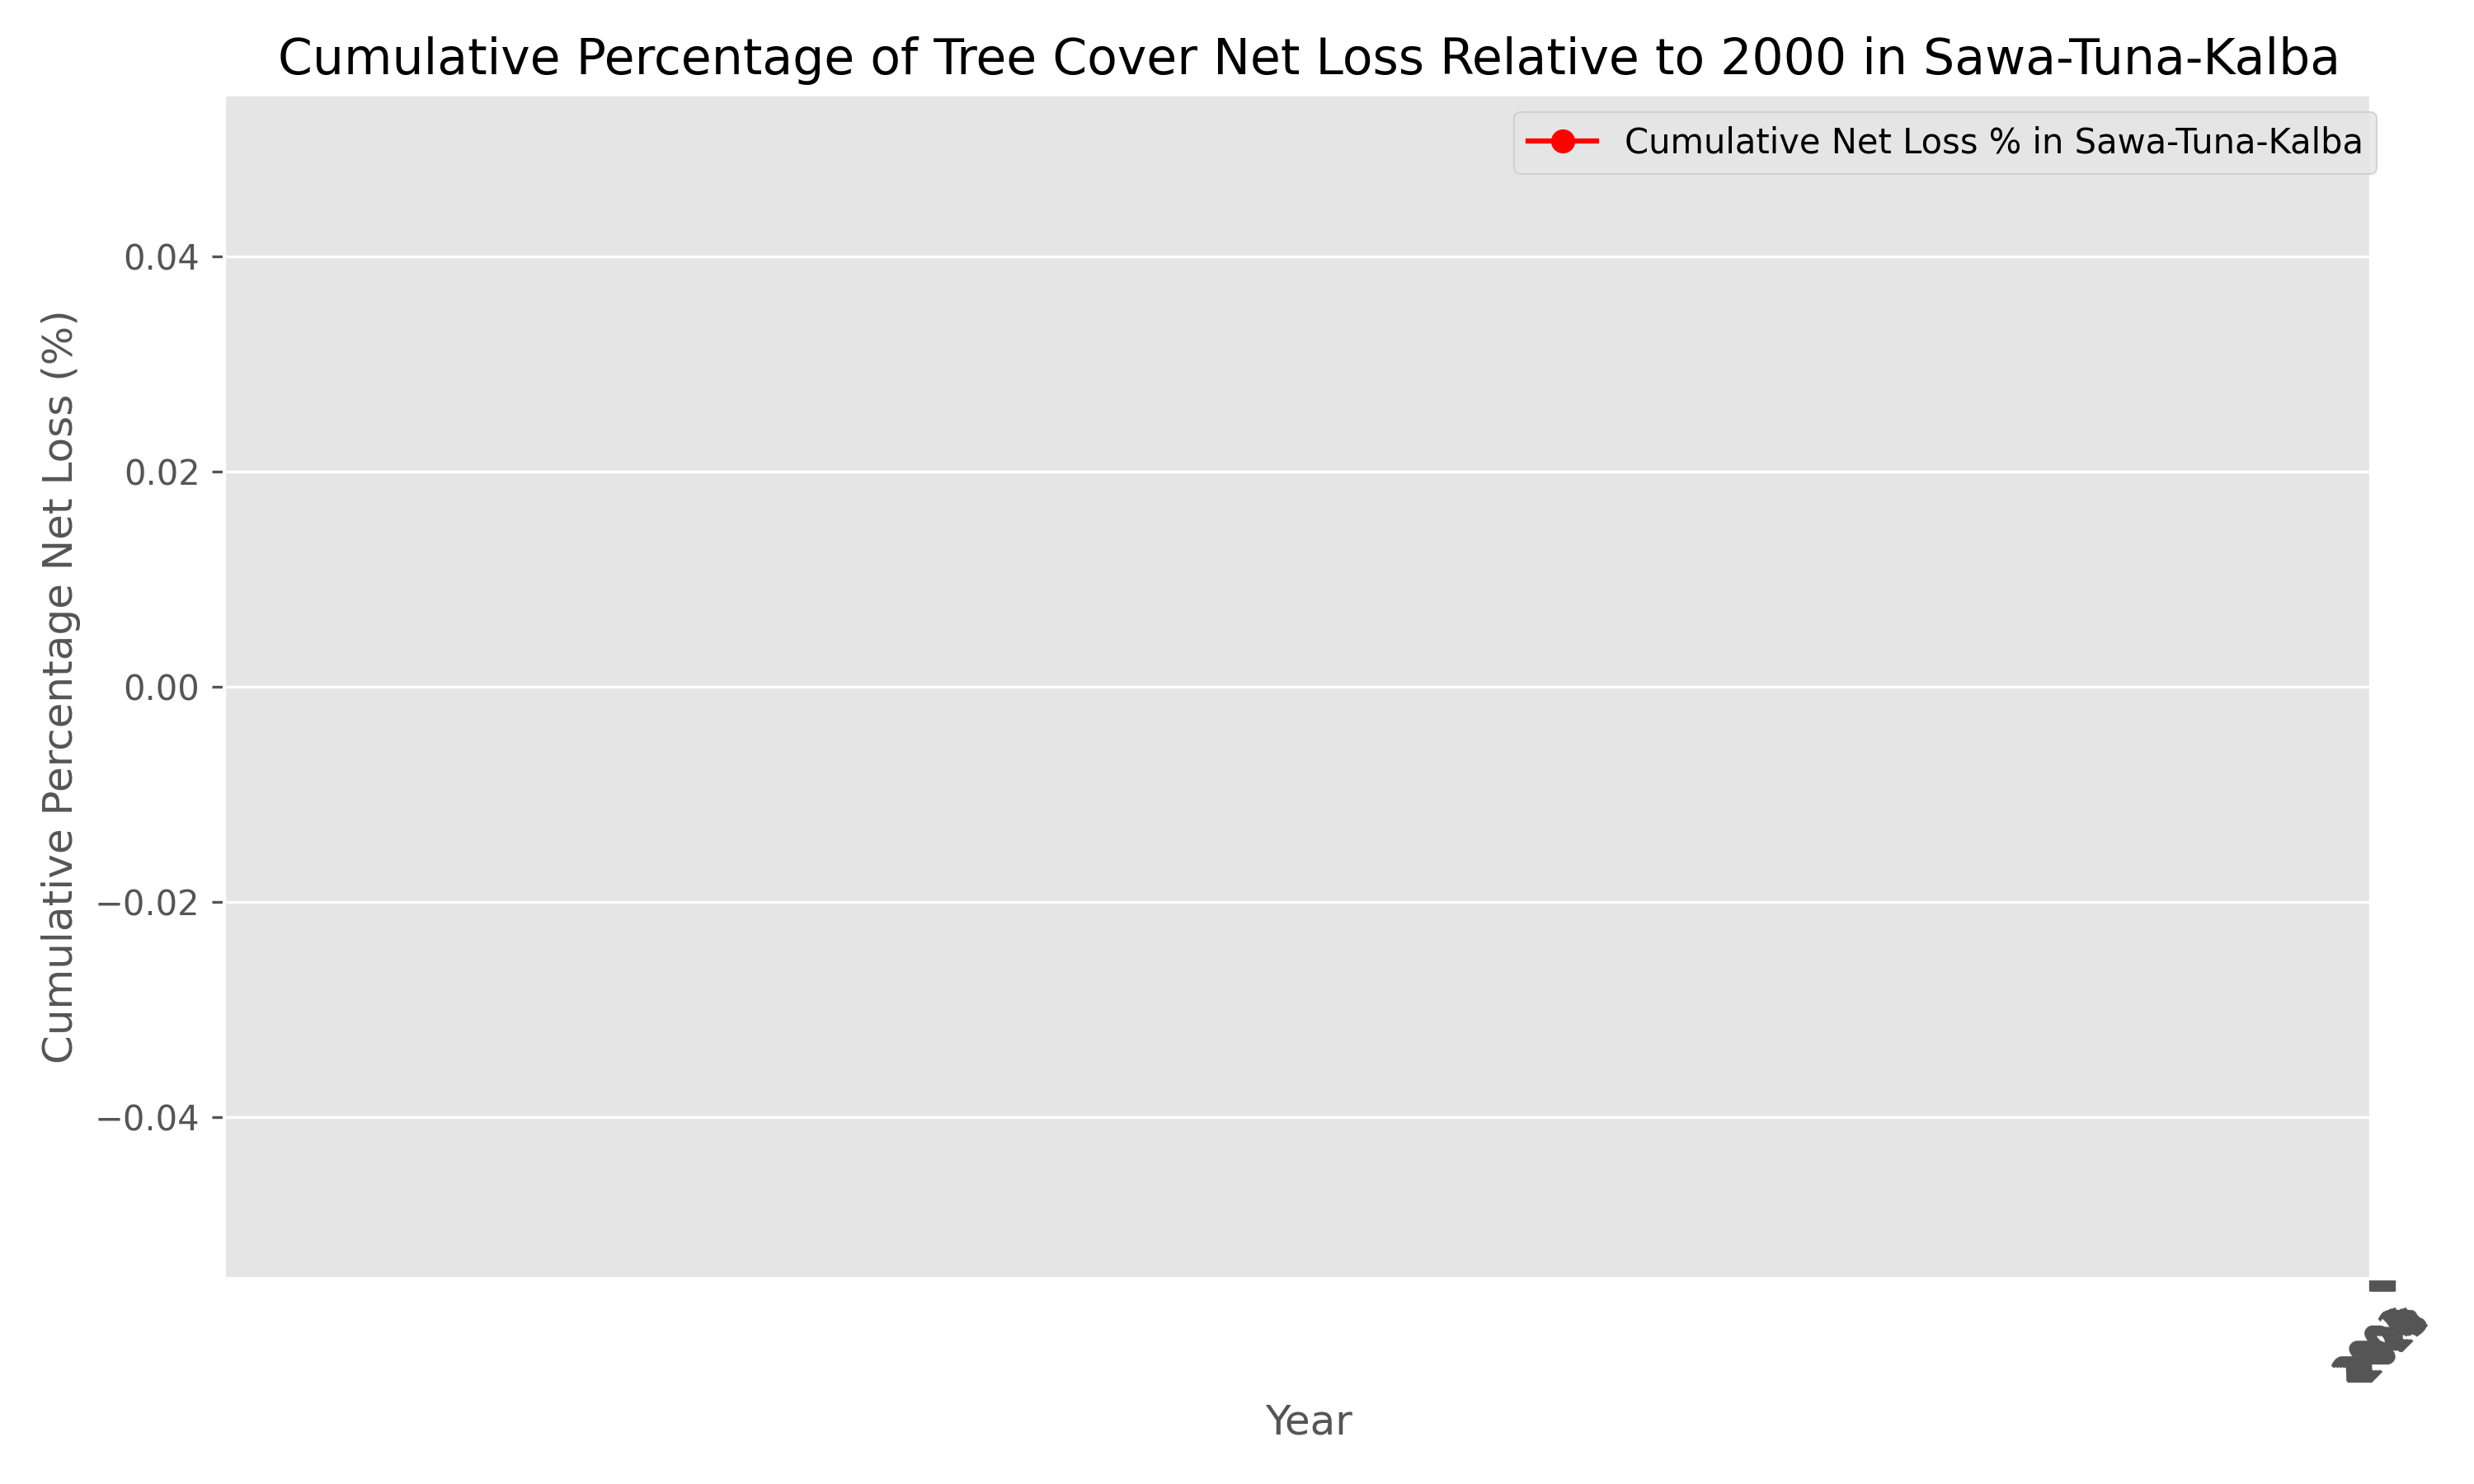 Cumulative Percentage of Tree Cover Net Loss Relative to 2000 in Sawa-Tuna-Kalba
Cumulative Net Loss % in Sawa-Tuna-Kalba
Cumulative Percentage Net Loss (%)
0.04
0.02
0.00
−0.02
−0.04
Year